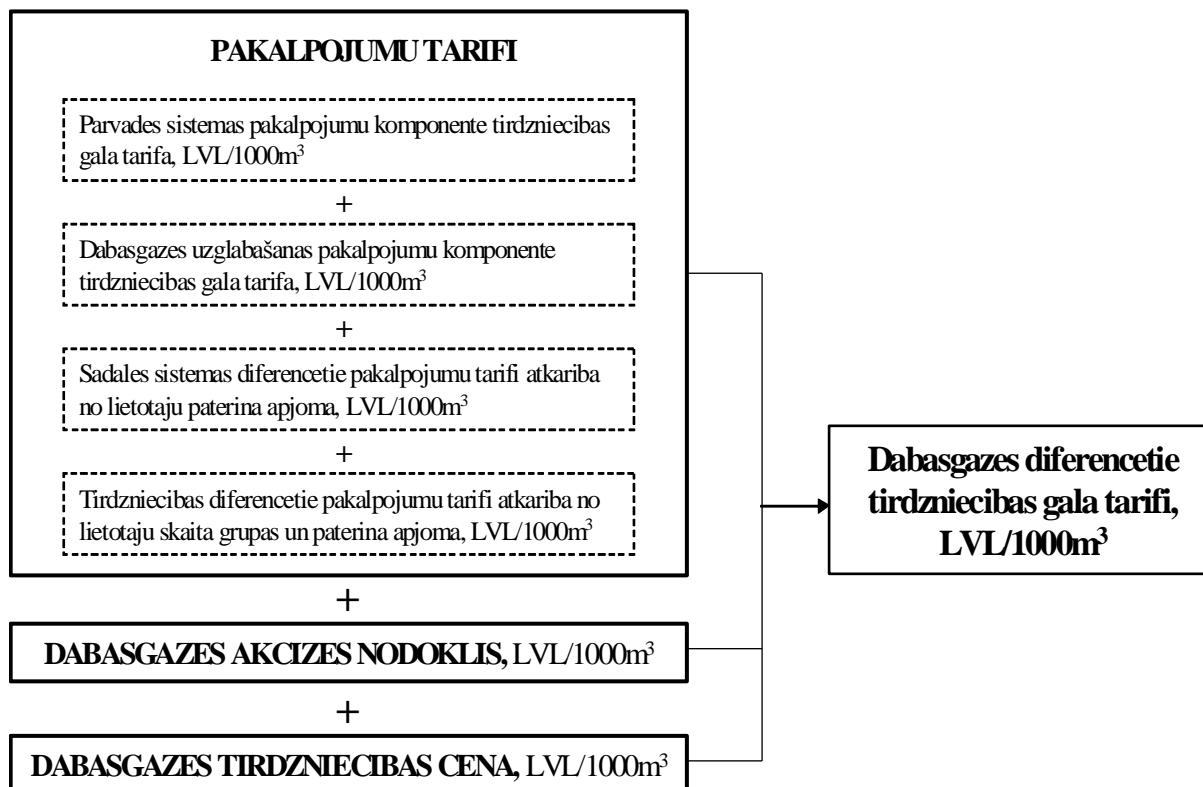 PAKALPOJUMU TARIFI
Parvades sistemas pakalpojumu komponente tirdzniecibas
gala tarifa, LVL/1000m³
+
Dabasgazes uzglabašanas pakalpojumu komponente
tirdzniecibas gala tarifa, LVL/1000m³
+
Sadales sistemas diferencetie pakalpojumu tarifi atkariba
no lietotaju paterina apjoma, LVL/1000m³
+
Tirdzniecibas diferencetie pakalpojumu tarifi atkariba no
lietotaju skaita grupas un paterina apjoma, LVL/1000m³
+
DABASGAZES AKCIZES NODOKLIS, LVL/1000m³
+
DABASGAZES TIRDZNIECIBAS CENA, LVL/1000m³
Dabasgazes diferencetie
tirdzniecibas gala tarifi,
LVL/1000m³